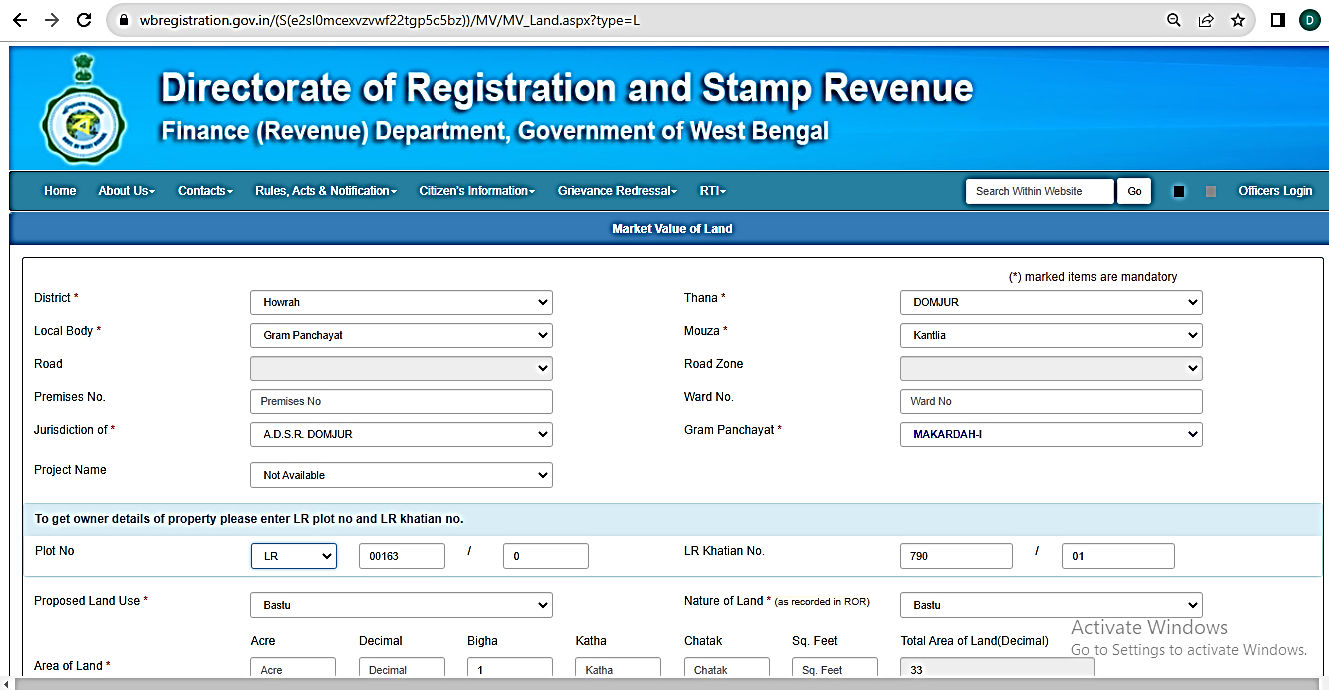 wbregistration.gov.in/(S(e2sl0mcexvzvwf22tgp5c5bz))/MV/MV_Land.aspx?type=L
D
Directorate of Registration and Stamp Revenue
Finance (Revenue) Department, Government of West Bengal
Home About Us Contacts Rules, Acts & Notification Citizen's Information Grievance Redressal RTI Search Within Website Go Officers Login
Market Value of Land
(*) marked items are mandatory
District * Howrah Thana * DOMJUR
Local Body * Gram Panchayat Mouza * Kantlia
Road Road Zone
Premises No. Premises No Ward No. Ward No
Jurisdiction of * A.D.S.R. DOMJUR Gram Panchayat * MAKARDAH-I
Project Name Not Available
To get owner details of property please enter LR plot no and LR khatian no.
Plot No LR 00163 / 0 LR Khatian No. 790 / 01
Proposed Land Use * Bastu Nature of Land * (as recorded in ROR) Bastu
Acre Decimal Bigha Katha Chatak Sq. Feet Total Area of Land(Decimal)
Area of Land * Acre Decimal 1 Katha Chatak Sq. Feet 33
Activate Windows
Go to Settings to activate Windows.